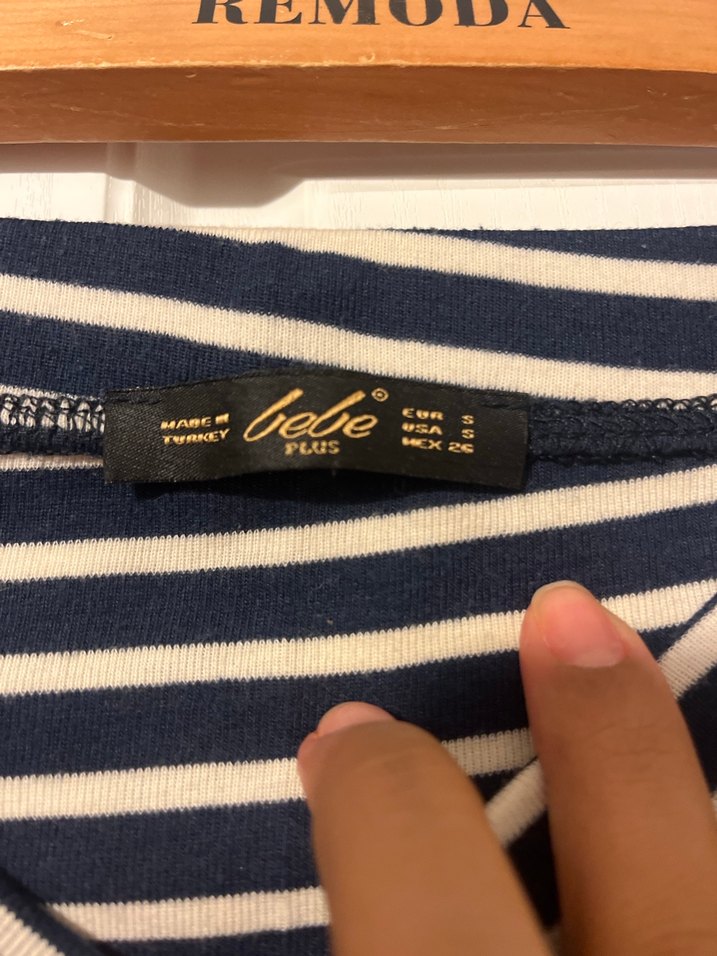 REMODA
MADE IN
TURKEY
bebe®
PLUS
EUR S
USA S
MEX 26